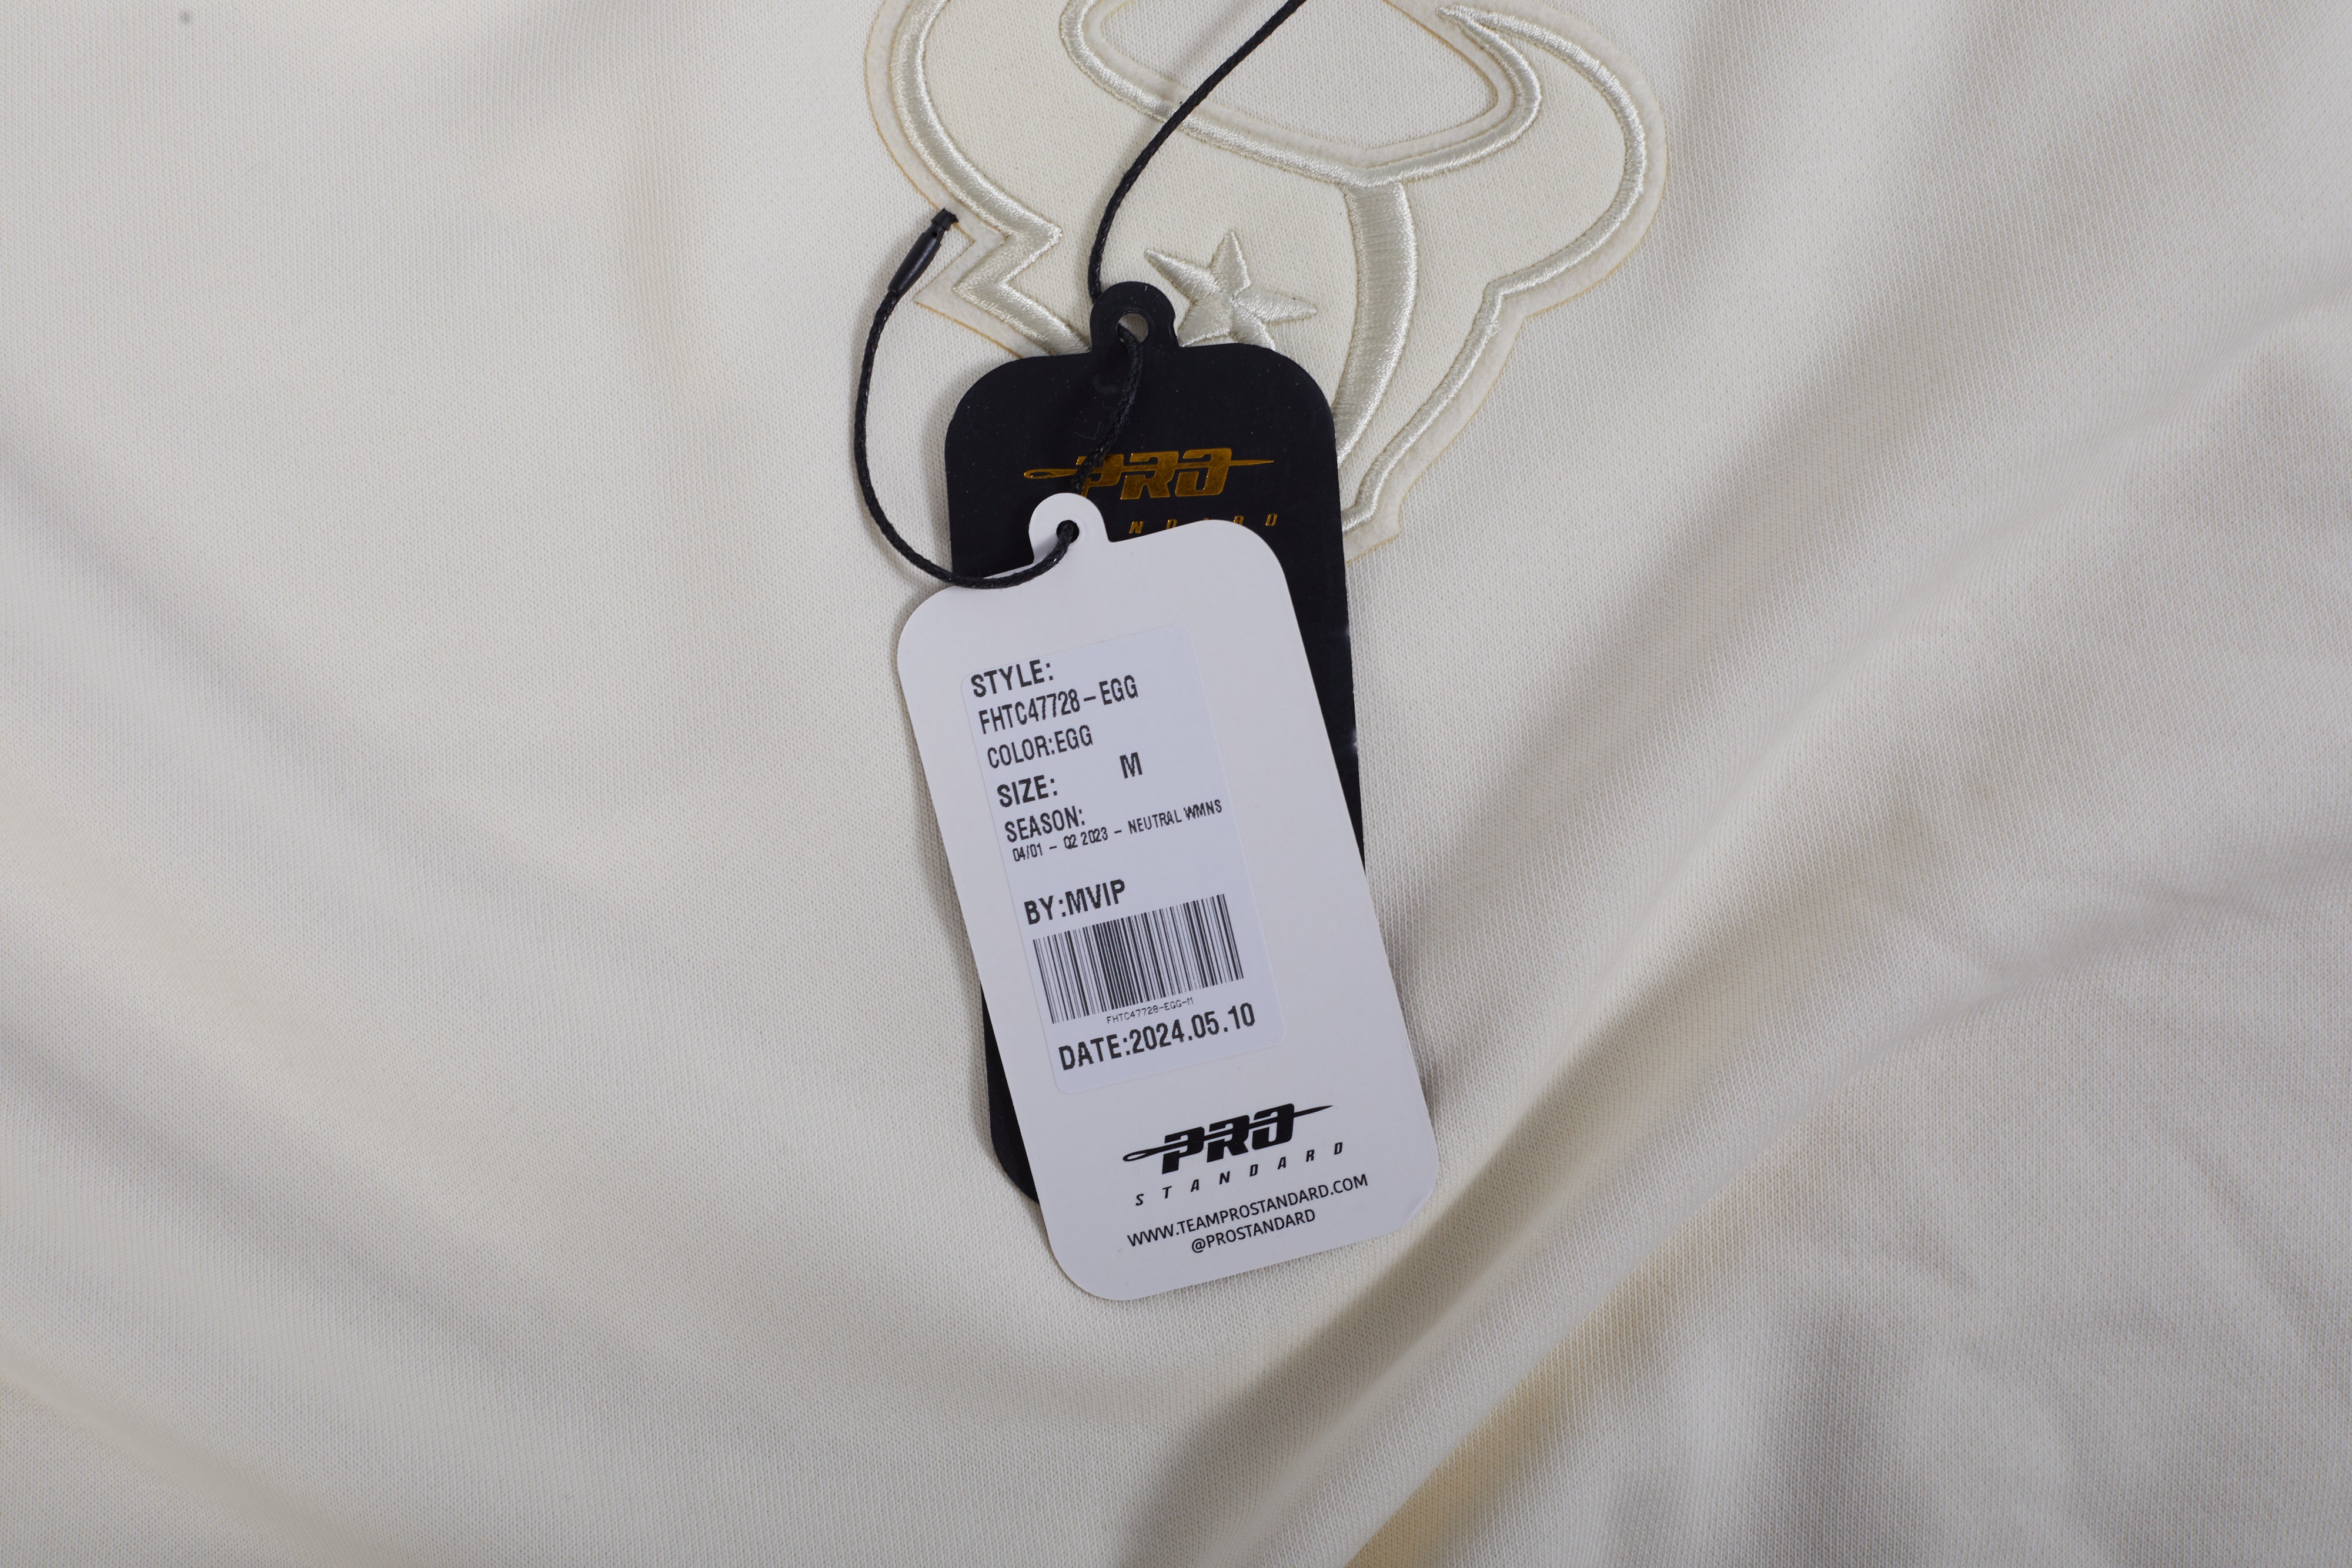 PRO
NDARD
STYLE:
FHTC47728-EGG
COLOR:EGG
SIZE: M
SEASON:
04/01 - Q2 2023 - NEUTRAL WMNS
BY:MVIP
FHTC47728-EGG-M
DATE:2024.05.10
PRO
STANDARD
WWW.TEAMPROSTANDARD.COM
@PROSTANDARD